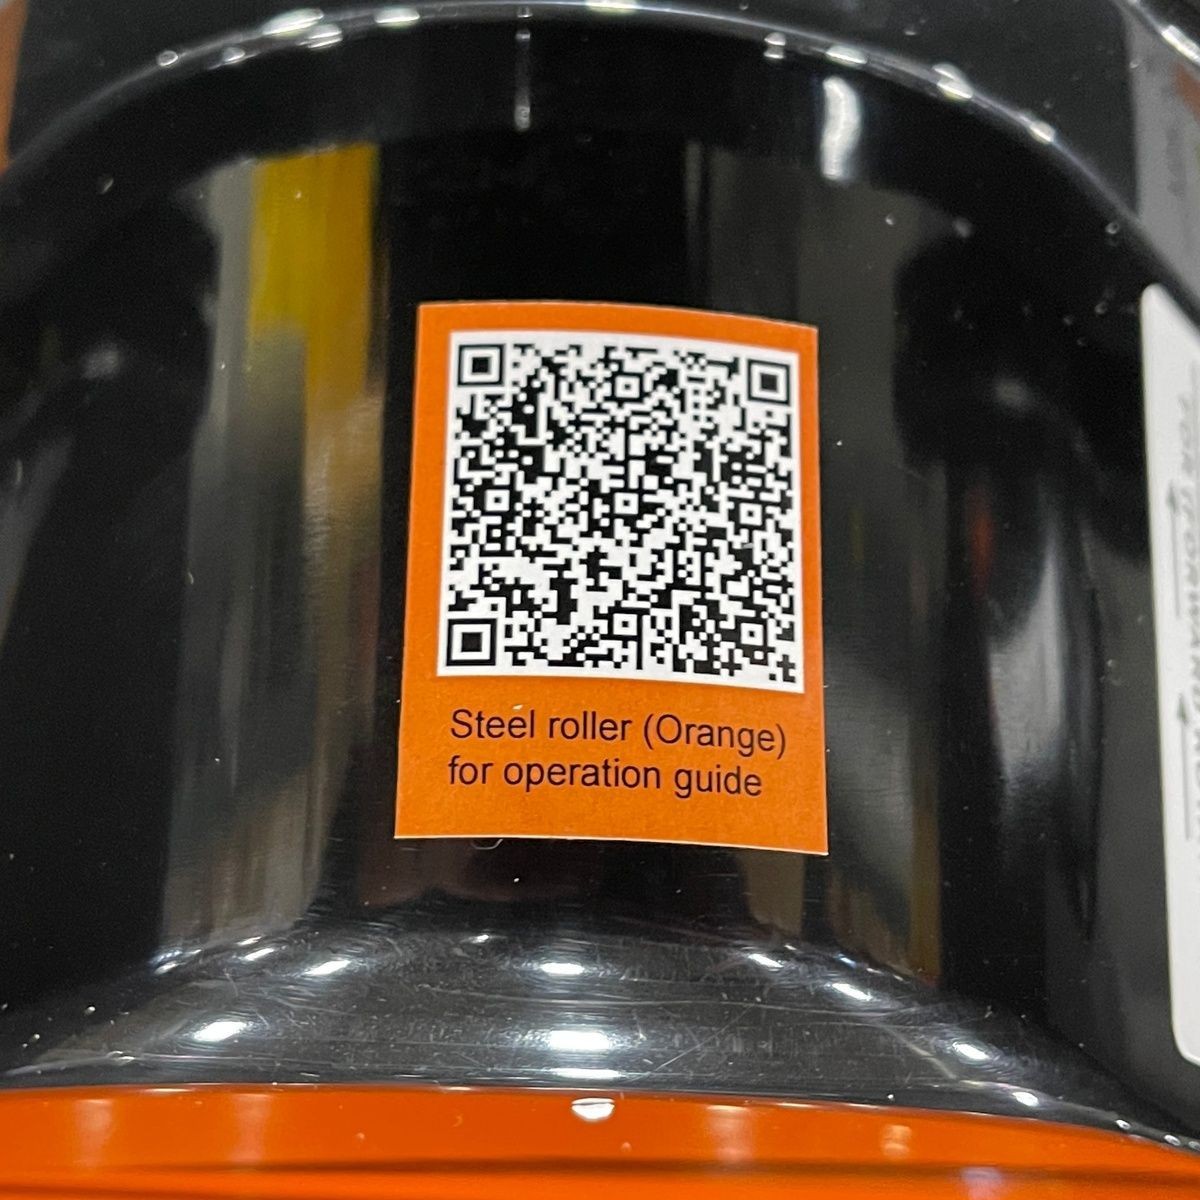 Steel roller (Orange)
for operation guide